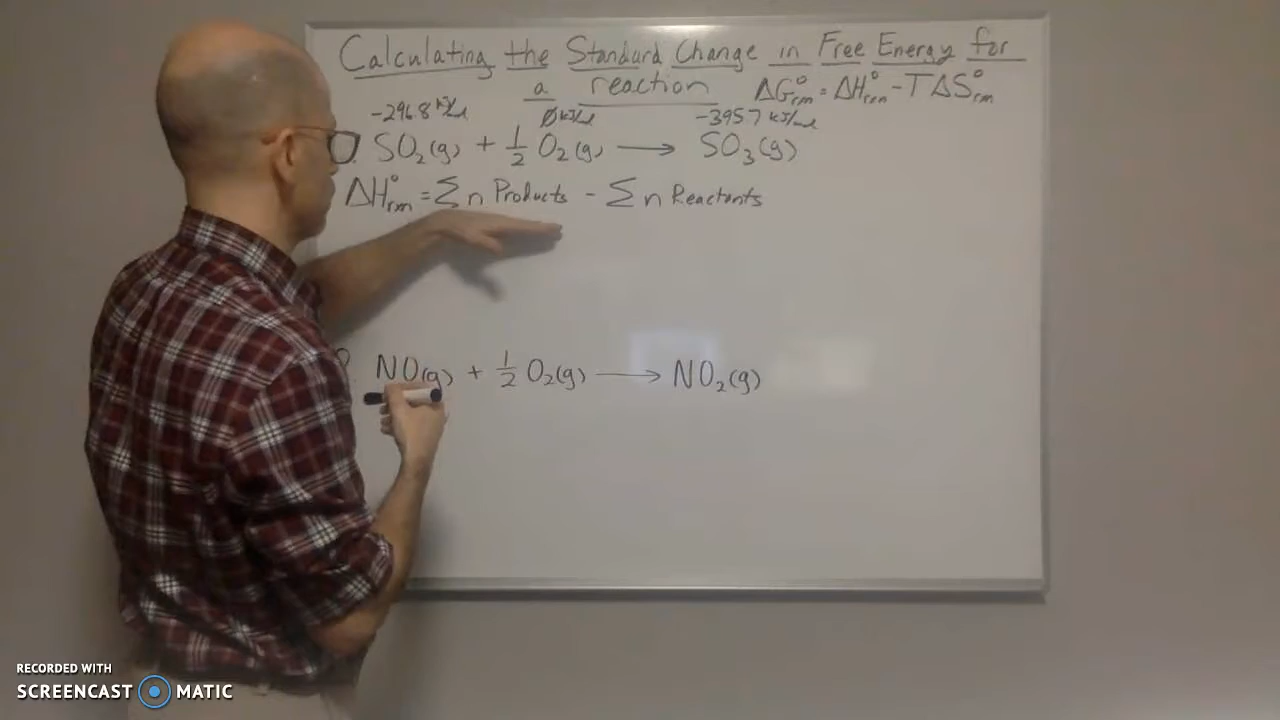 Calculating the Standard Change in Free Energy for
a reaction ΔG°rxn = ΔH°rxn - TΔS°rxn
-296.8 kJ/mol 0 kJ/mol -395.7 kJ/mol
SO₂(g) + 1/2 O₂(g) → SO₃(g)
ΔH°rxn = Σ n Products - Σ n Reactants
NO(g) + 1/2 O₂(g) → NO₂(g)
RECORDED WITH
SCREENCAST MATIC